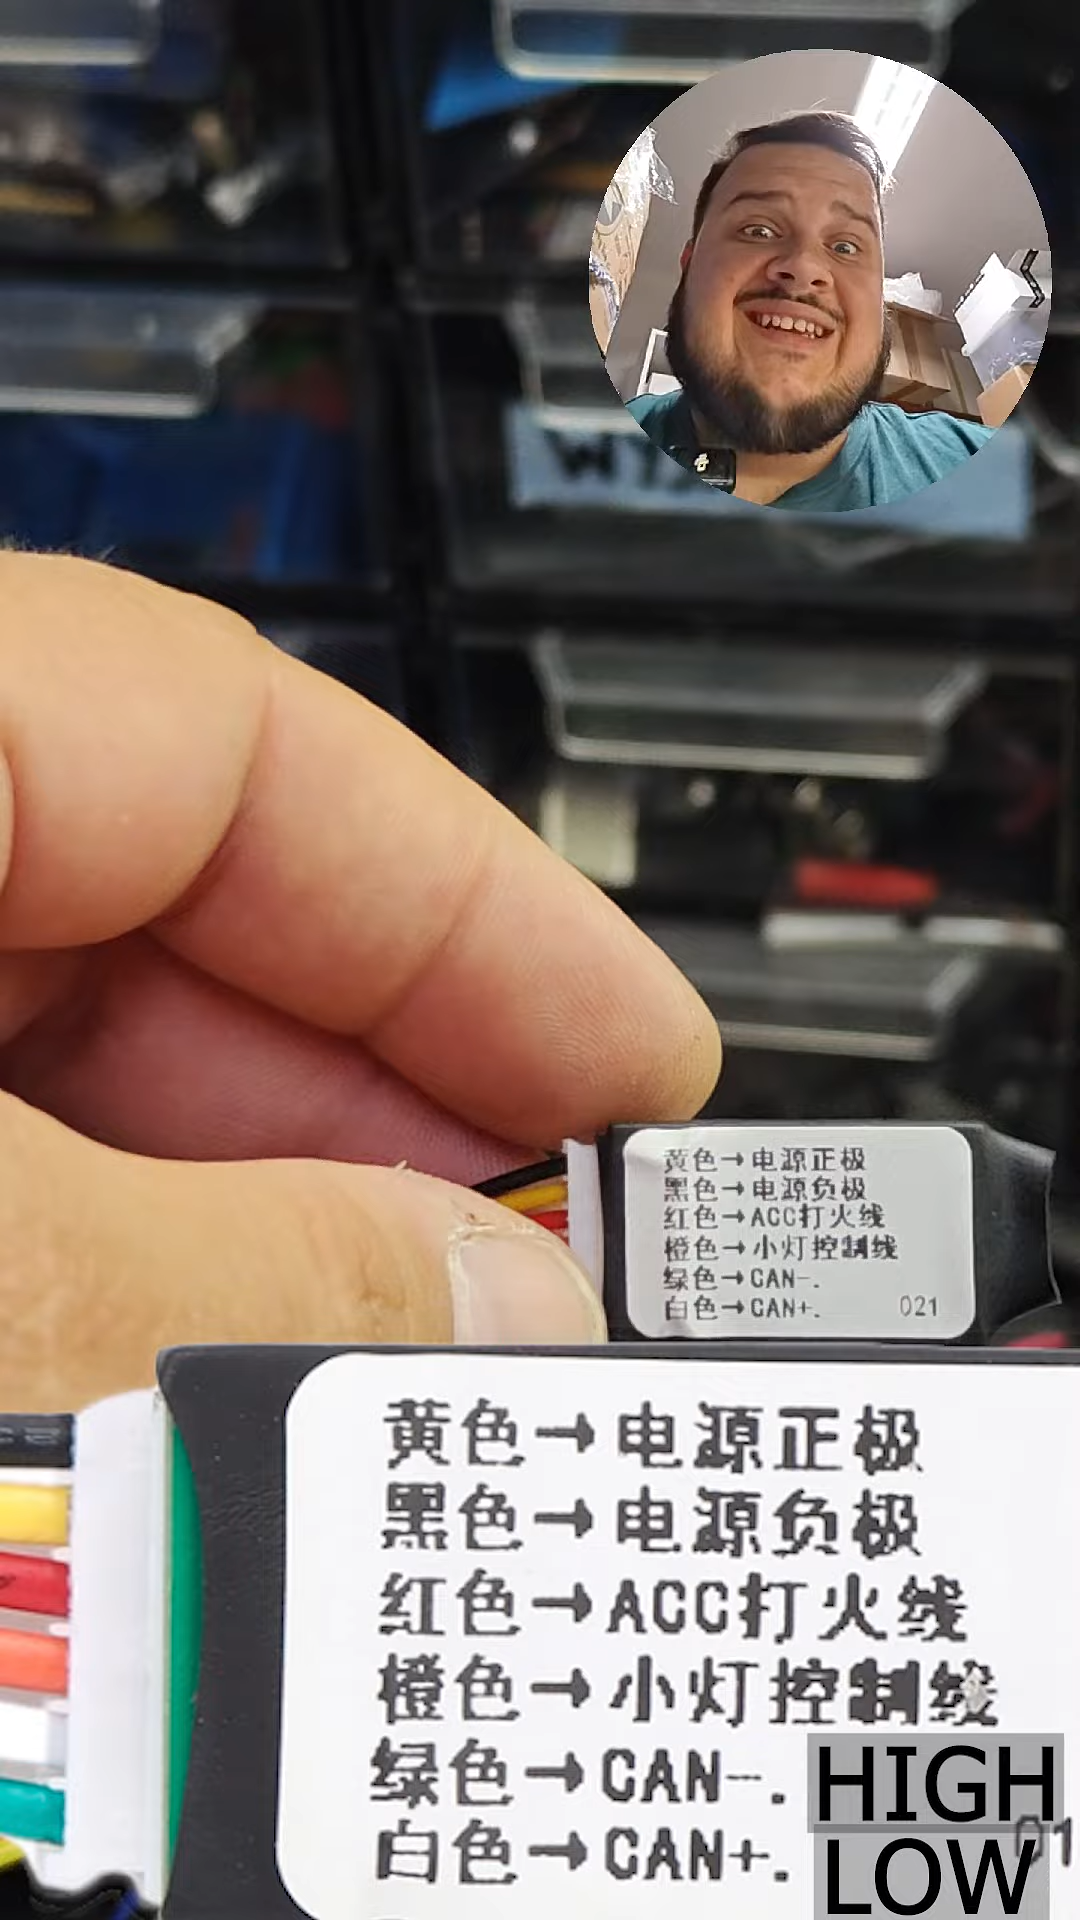 黄色→电源正极
黑色→电源负极
红色→ACC打火线
橙色→小灯控制线
绿色→CAN-.
白色→CAN+. 021
黄色→电源正极
黑色→电源负极
红色→ACC打火线
橙色→小灯控制线
绿色→CAN-. HIGH
白色→CAN+. LOW